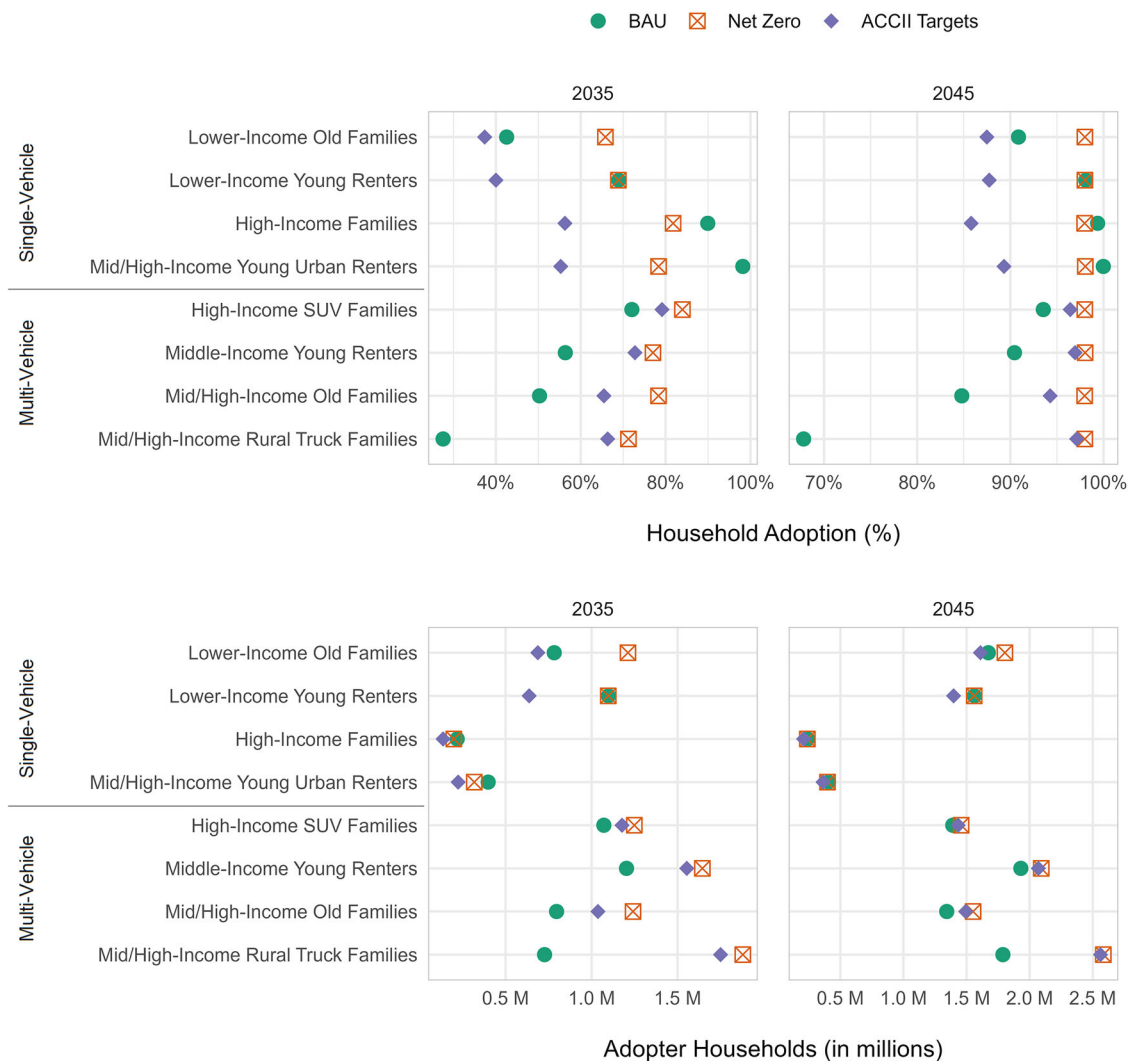 BAU Net Zero ACCII Targets
2035 2045
Single-Vehicle
Lower-Income Old Families
Lower-Income Young Renters
High-Income Families
Mid/High-Income Young Urban Renters
Multi-Vehicle
High-Income SUV Families
Middle-Income Young Renters
Mid/High-Income Old Families
Mid/High-Income Rural Truck Families
40% 60% 80% 100% 70% 80% 90% 100%
Household Adoption (%)
2035 2045
Single-Vehicle
Lower-Income Old Families
Lower-Income Young Renters
High-Income Families
Mid/High-Income Young Urban Renters
Multi-Vehicle
High-Income SUV Families
Middle-Income Young Renters
Mid/High-Income Old Families
Mid/High-Income Rural Truck Families
0.5 M 1.0 M 1.5 M 0.5 M 1.0 M 1.5 M 2.0 M 2.5 M
Adopter Households (in millions)